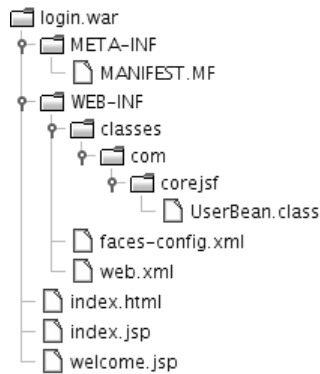 login.war
META-INF
MANIFEST.MF
WEB-INF
classes
com
corejsf
UserBean.class
faces-config.xml
web.xml
index.html
index.jsp
welcome.jsp